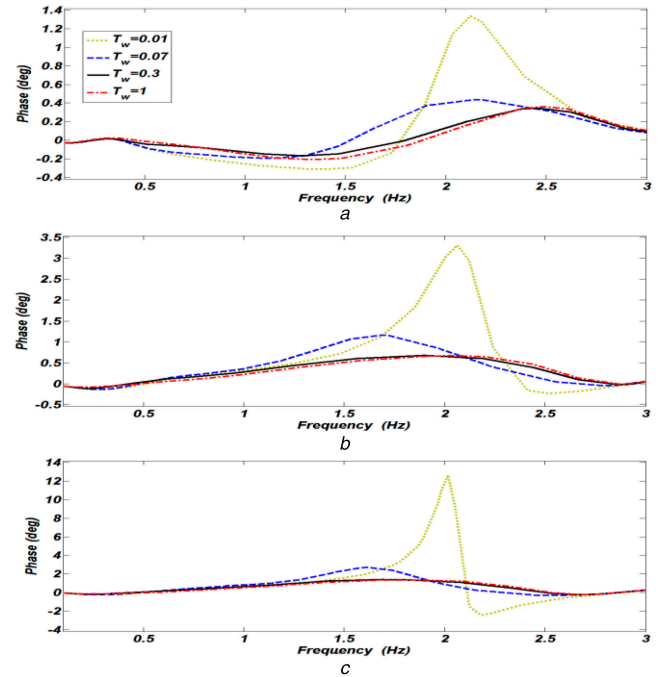 1.4
1.2
1
0.8
0.6
0.4
0.2
0
-0.2
-0.4
Phase (deg)
T_w=0.01
T_w=0.07
T_w=0.3
T_w=1
0.5 1 1.5 2 2.5 3
Frequency (Hz)
a
3.5
3
2.5
2
1.5
1
0.5
0
-0.5
Phase (deg)
0.5 1 1.5 2 2.5 3
Frequency (Hz)
b
14
12
10
8
6
4
2
0
-2
-4
Phase (deg)
0.5 1 1.5 2 2.5 3
Frequency (Hz)
c